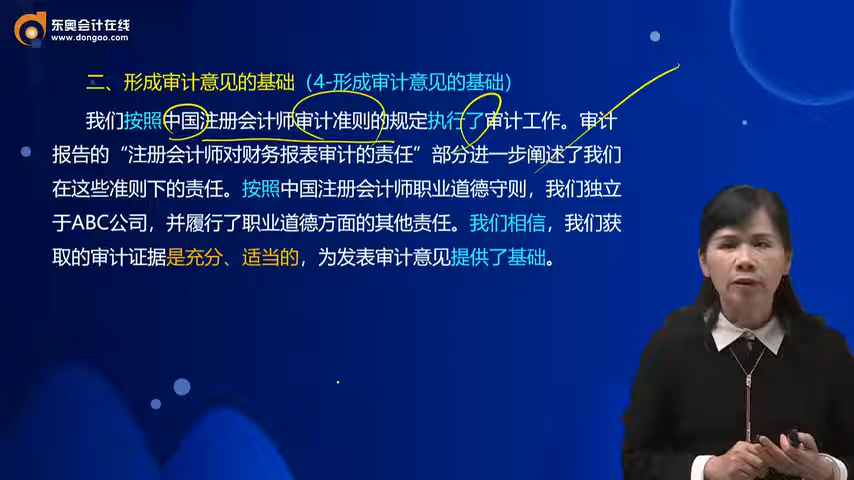 东奥会计在线
www.dongao.com
二、形成审计意见的基础（4-形成审计意见的基础）
我们按照中国注册会计师审计准则的规定执行了审计工作。审计
报告的“注册会计师对财务报表审计的责任”部分进一步阐述了我们
在这些准则下的责任。按照中国注册会计师职业道德守则，我们独立
于ABC公司，并履行了职业道德方面的其他责任。我们相信，我们获
取的审计证据是充分、适当的，为发表审计意见提供了基础。